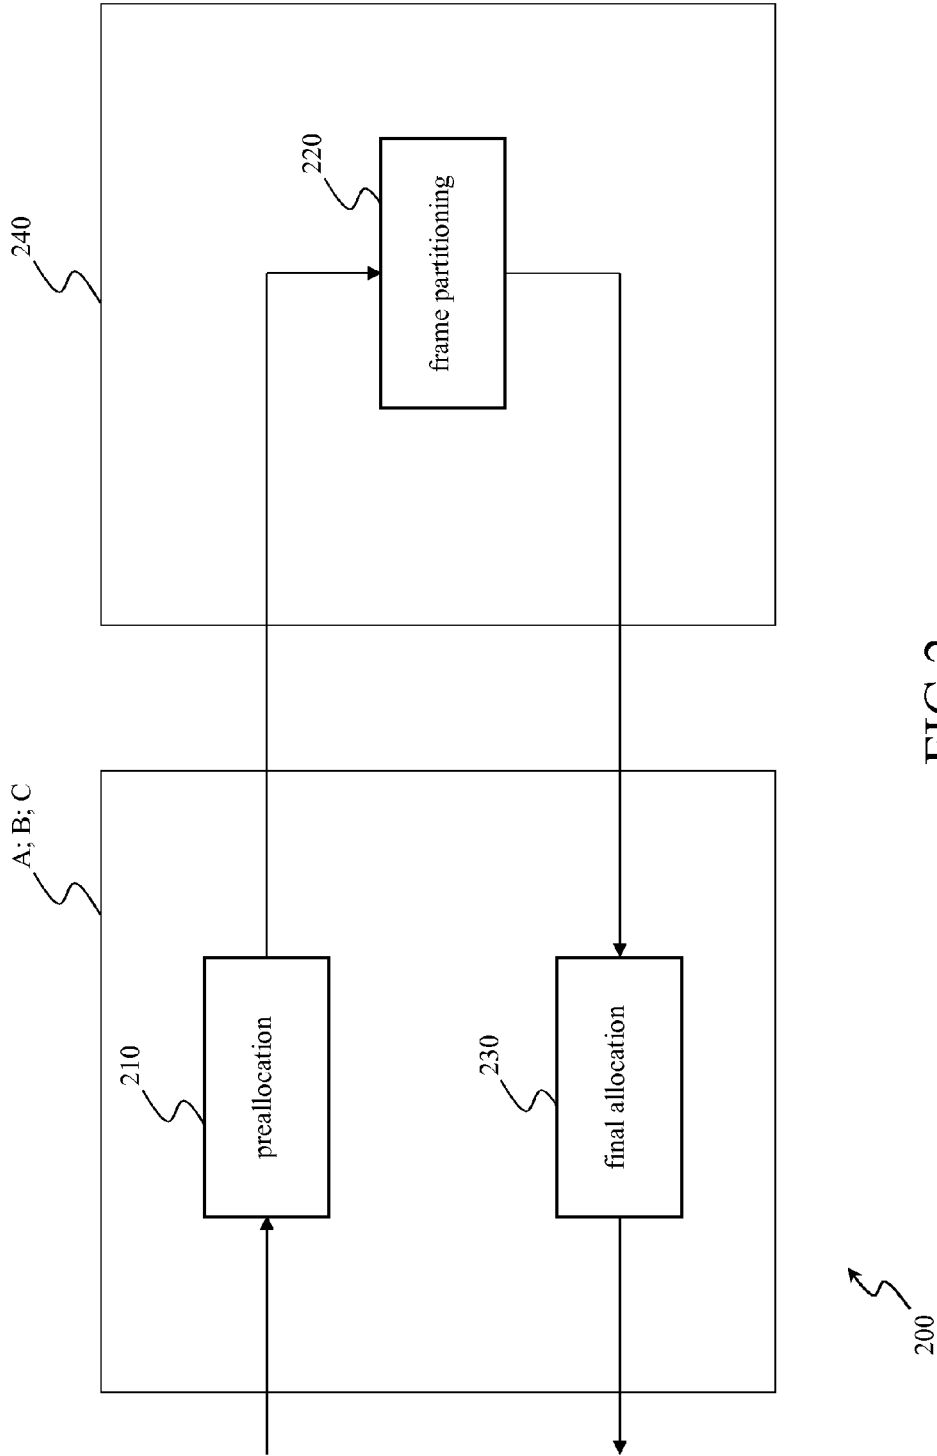 A; B; C
240
210
preallocation
220
frame partitioning
230
final allocation
200
FIG 2